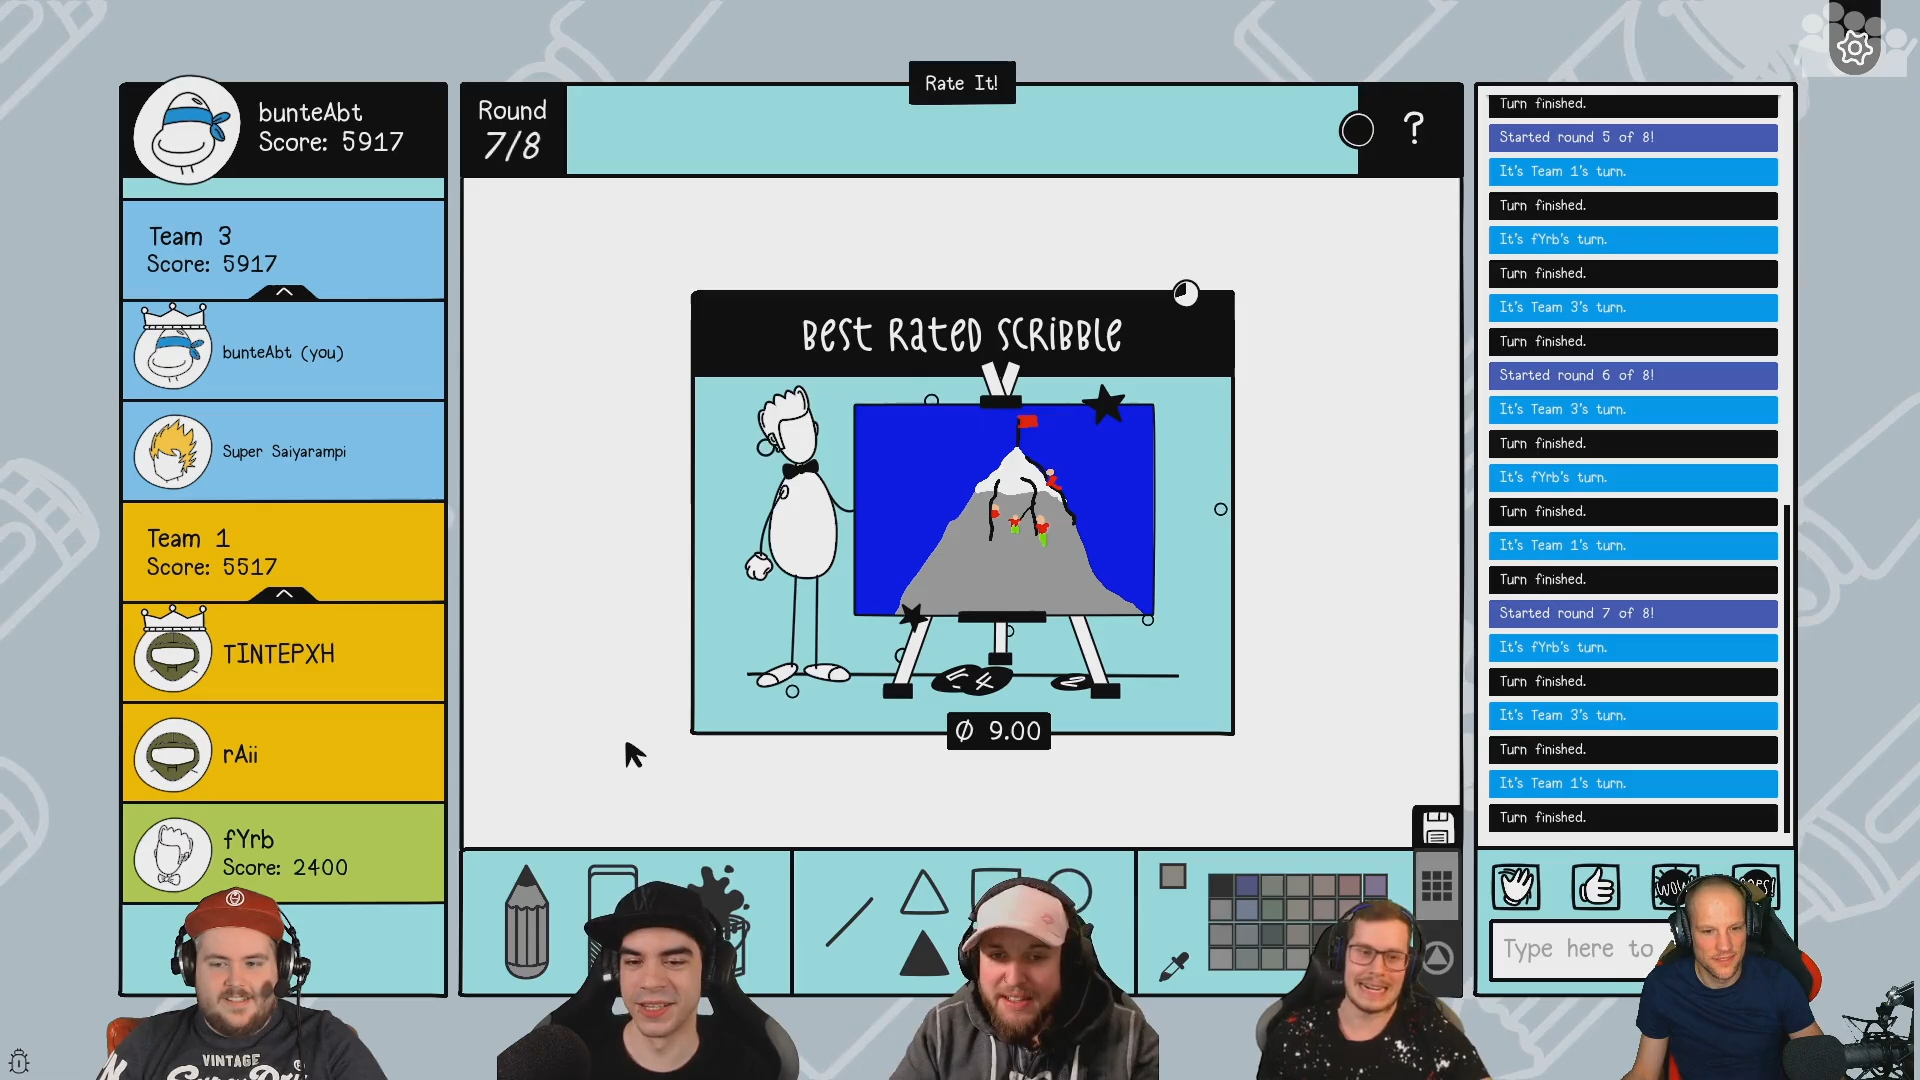 Rate It!
bunteAbt
Score: 5917
Round
7/8
?
Team 3
Score: 5917
bunteAbt (you)
Super Saiyarampi
Team 1
Score: 5517
TINTEPXH
rAii
fYrb
Score: 2400
Best Rated Scribble
Ø 9.00
Turn finished.
Started round 5 of 8!
It's Team 1's turn.
Turn finished.
It's fYrb's turn.
Turn finished.
It's Team 3's turn.
Turn finished.
Started round 6 of 8!
It's Team 3's turn.
Turn finished.
It's fYrb's turn.
Turn finished.
It's Team 1's turn.
Turn finished.
Started round 7 of 8!
It's fYrb's turn.
Turn finished.
It's Team 3's turn.
Turn finished.
It's Team 1's turn.
Turn finished.
WOW!
Type here to
VINTAGE